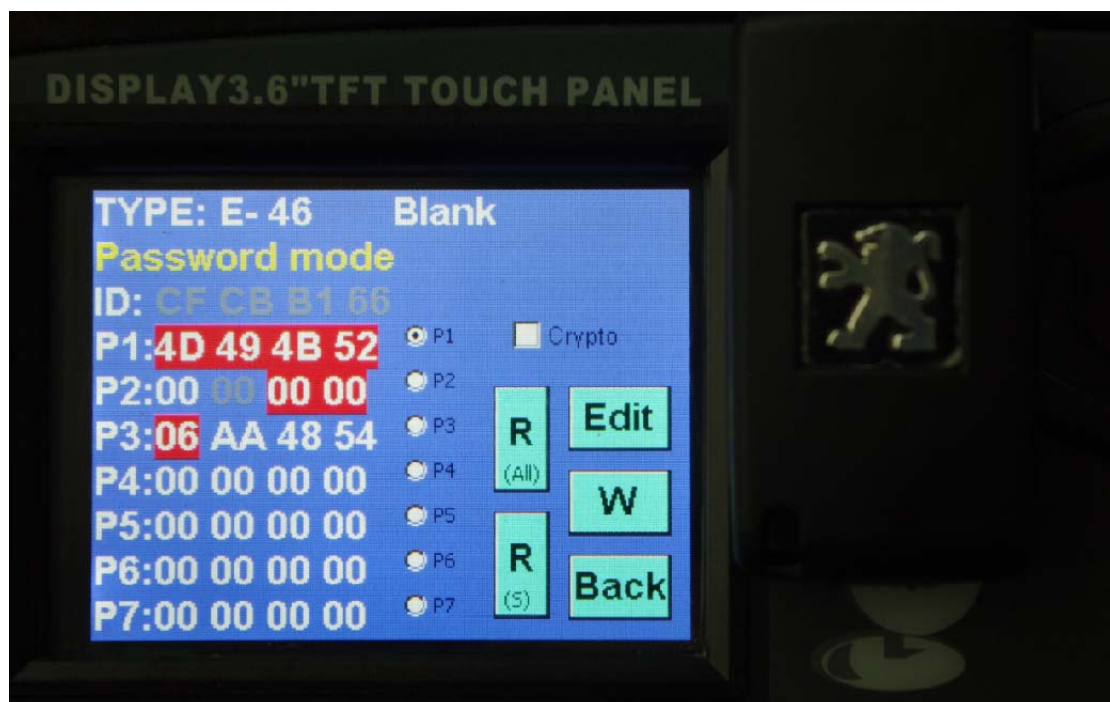 DISPLAY3.6"TFT TOUCH PANEL
TYPE: E- 46 Blank
Password mode
ID: CF CB B1 66
P1:4D 49 4B 52 P1 Crypto
P2:00 00 00 00 P2
P3:06 AA 48 54 P3
P4:00 00 00 00 P4
P5:00 00 00 00 P5
P6:00 00 00 00 P6
P7:00 00 00 00 P7
R
(All)
Edit
W
R
(S)
Back